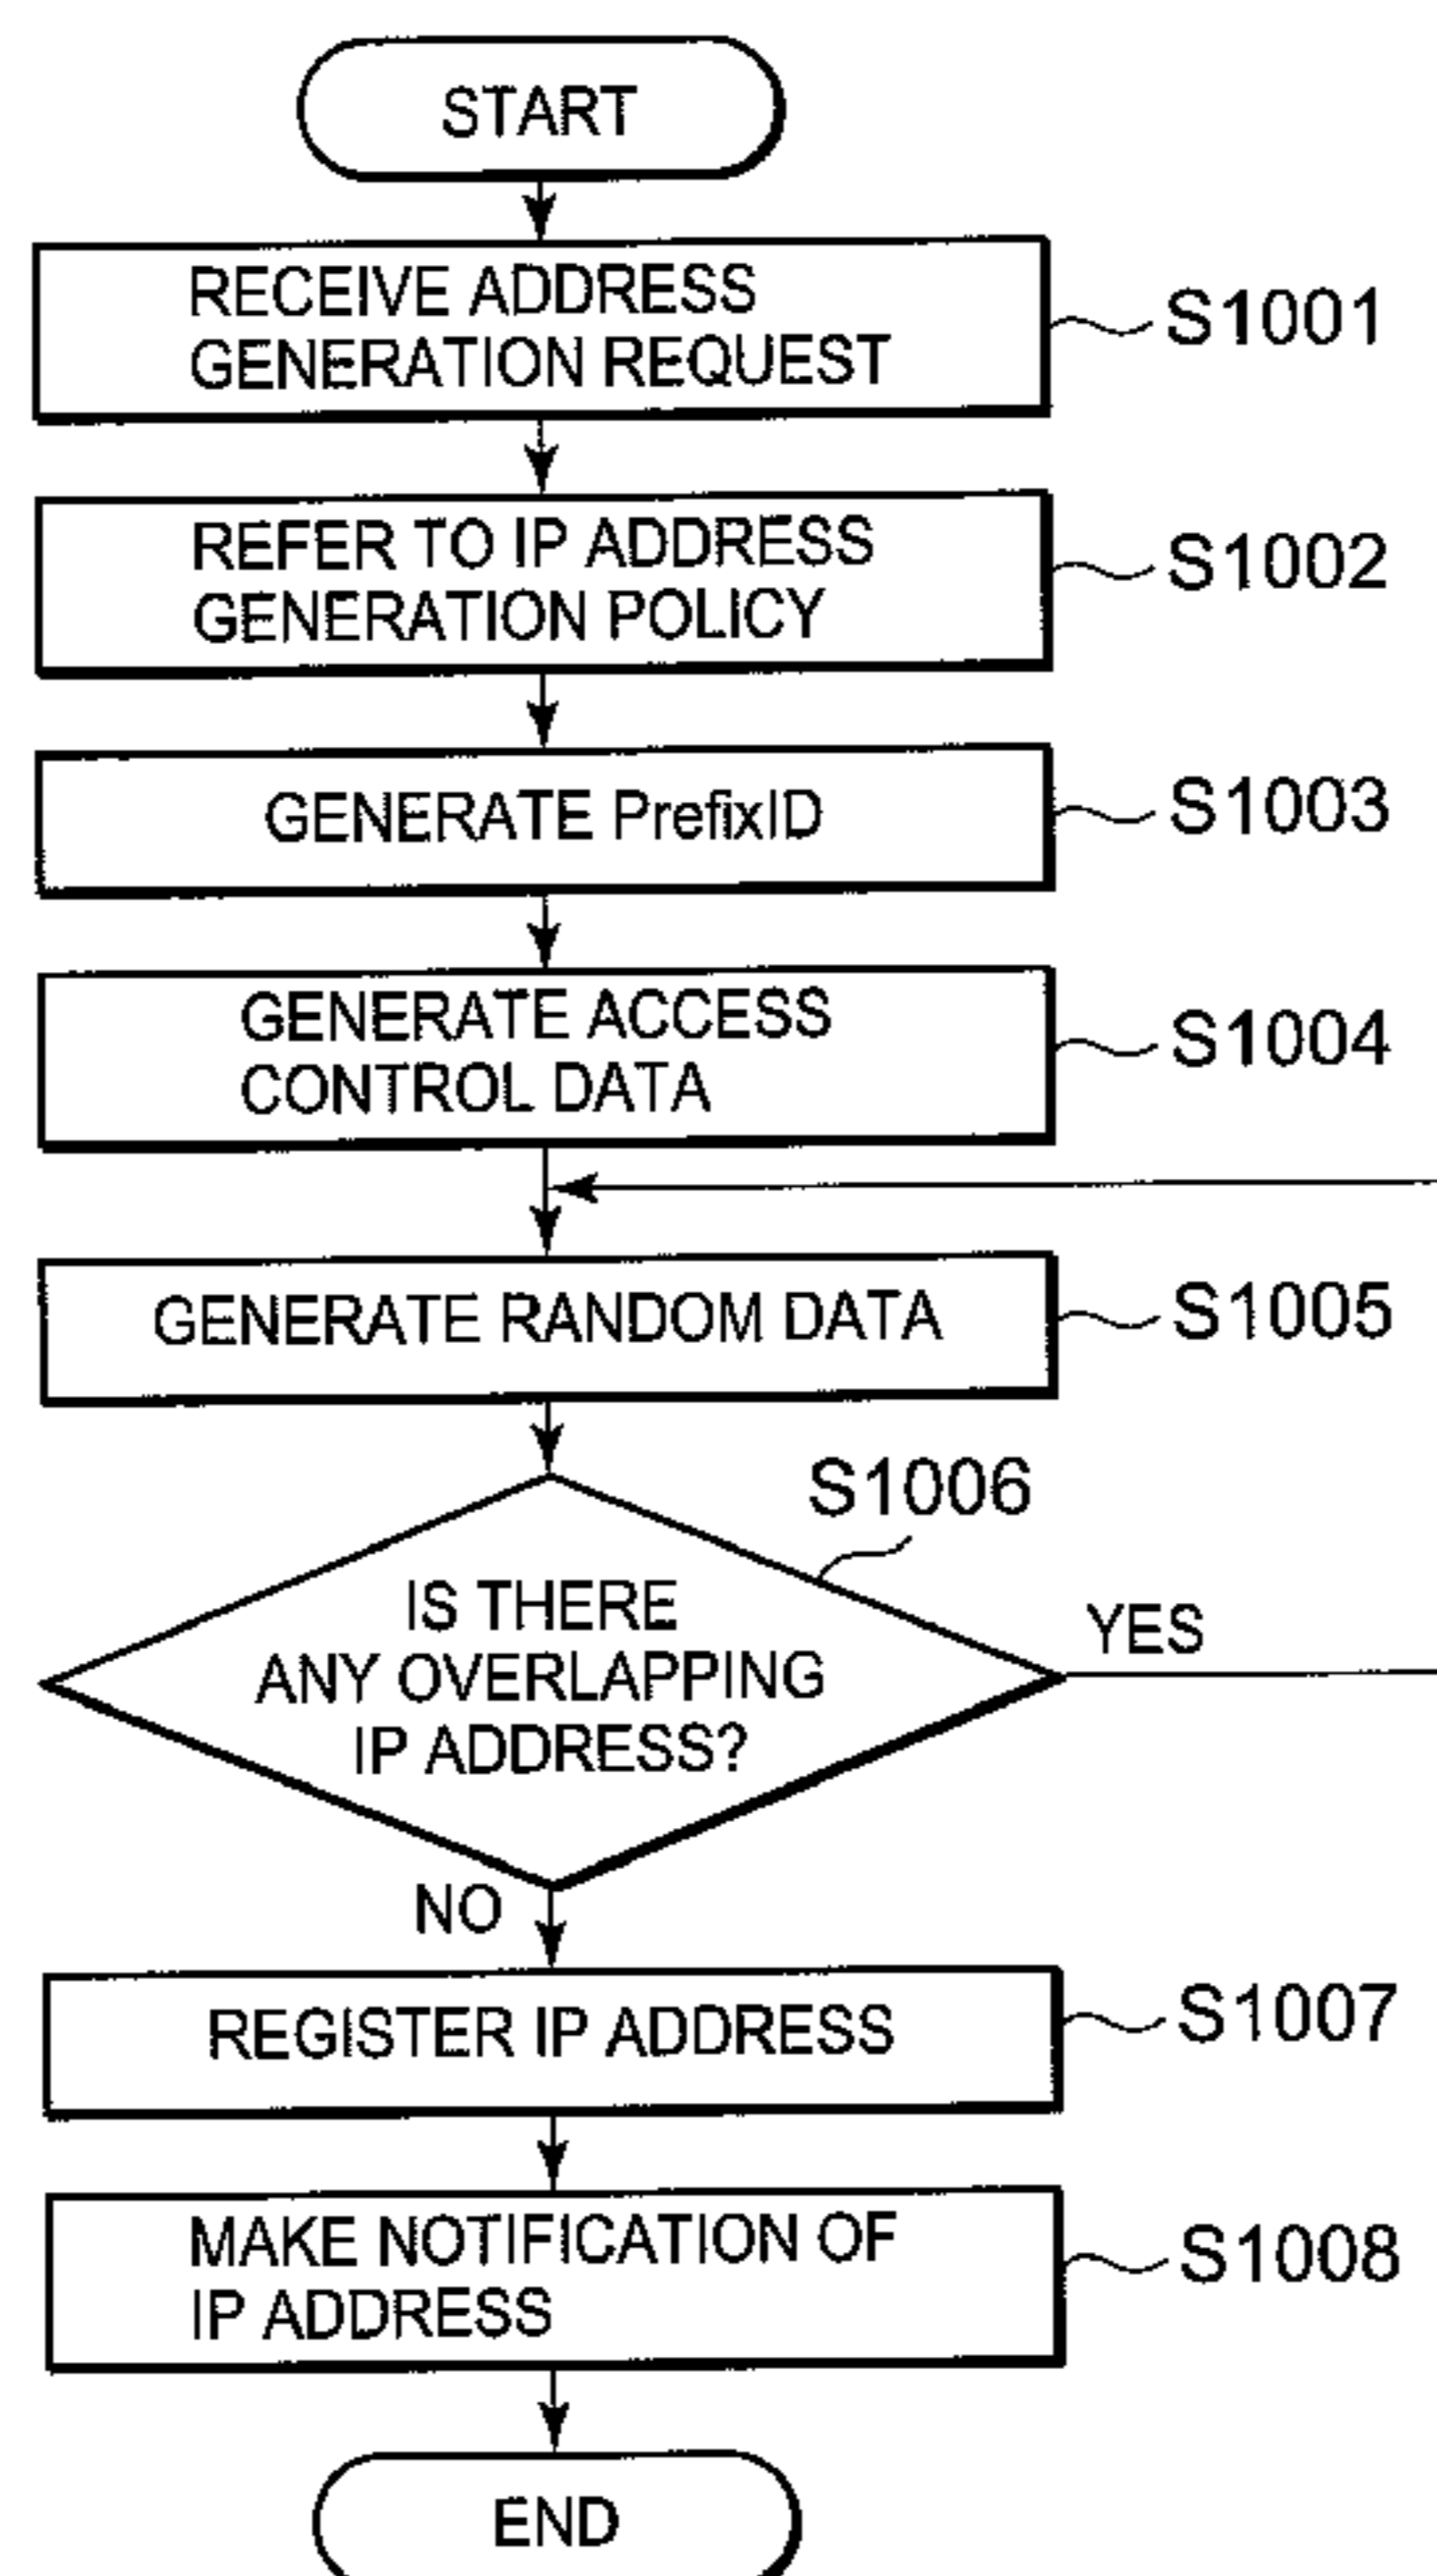 START
RECEIVE ADDRESS
GENERATION REQUEST
S1001
REFER TO IP ADDRESS
GENERATION POLICY
S1002
GENERATE PrefixID
S1003
GENERATE ACCESS
CONTROL DATA
S1004
GENERATE RANDOM DATA
S1005
S1006
IS THERE
ANY OVERLAPPING
IP ADDRESS?
YES
NO
REGISTER IP ADDRESS
S1007
MAKE NOTIFICATION OF
IP ADDRESS
S1008
END